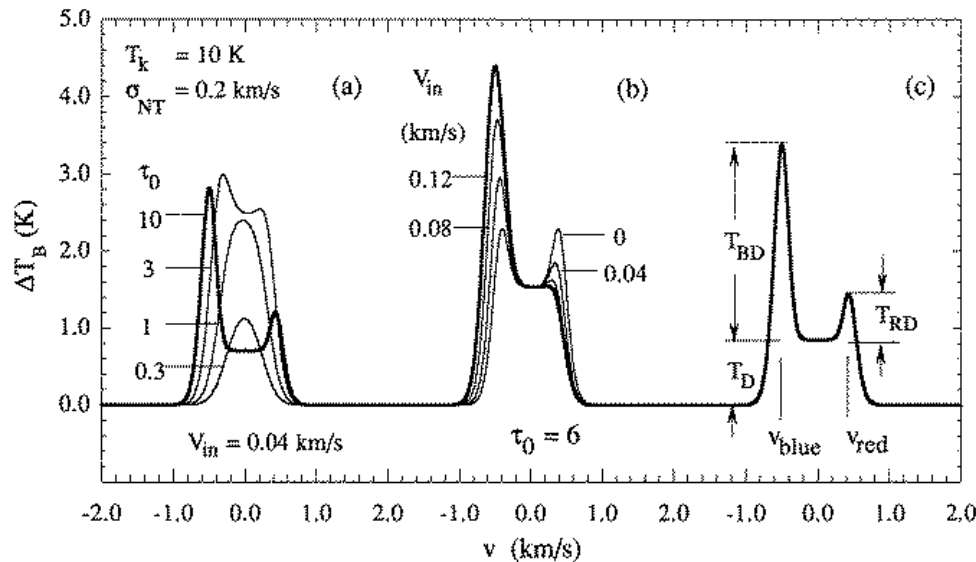 5.0
4.0
3.0
2.0
1.0
0.0
ΔT_B (K)
T_k = 10 K
σ_NT = 0.2 km/s
(a)
τ_0
10
3
1
0.3
V_in = 0.04 km/s
V_in
(km/s)
0.12
0.08
(b)
0
0.04
τ_0 = 6
(c)
T_BD
T_D
T_RD
v_blue
v_red
-2.0 -1.0 0.0 1.0 2.0 -1.0 0.0 1.0 2.0 -1.0 0.0 1.0 2.0
v (km/s)